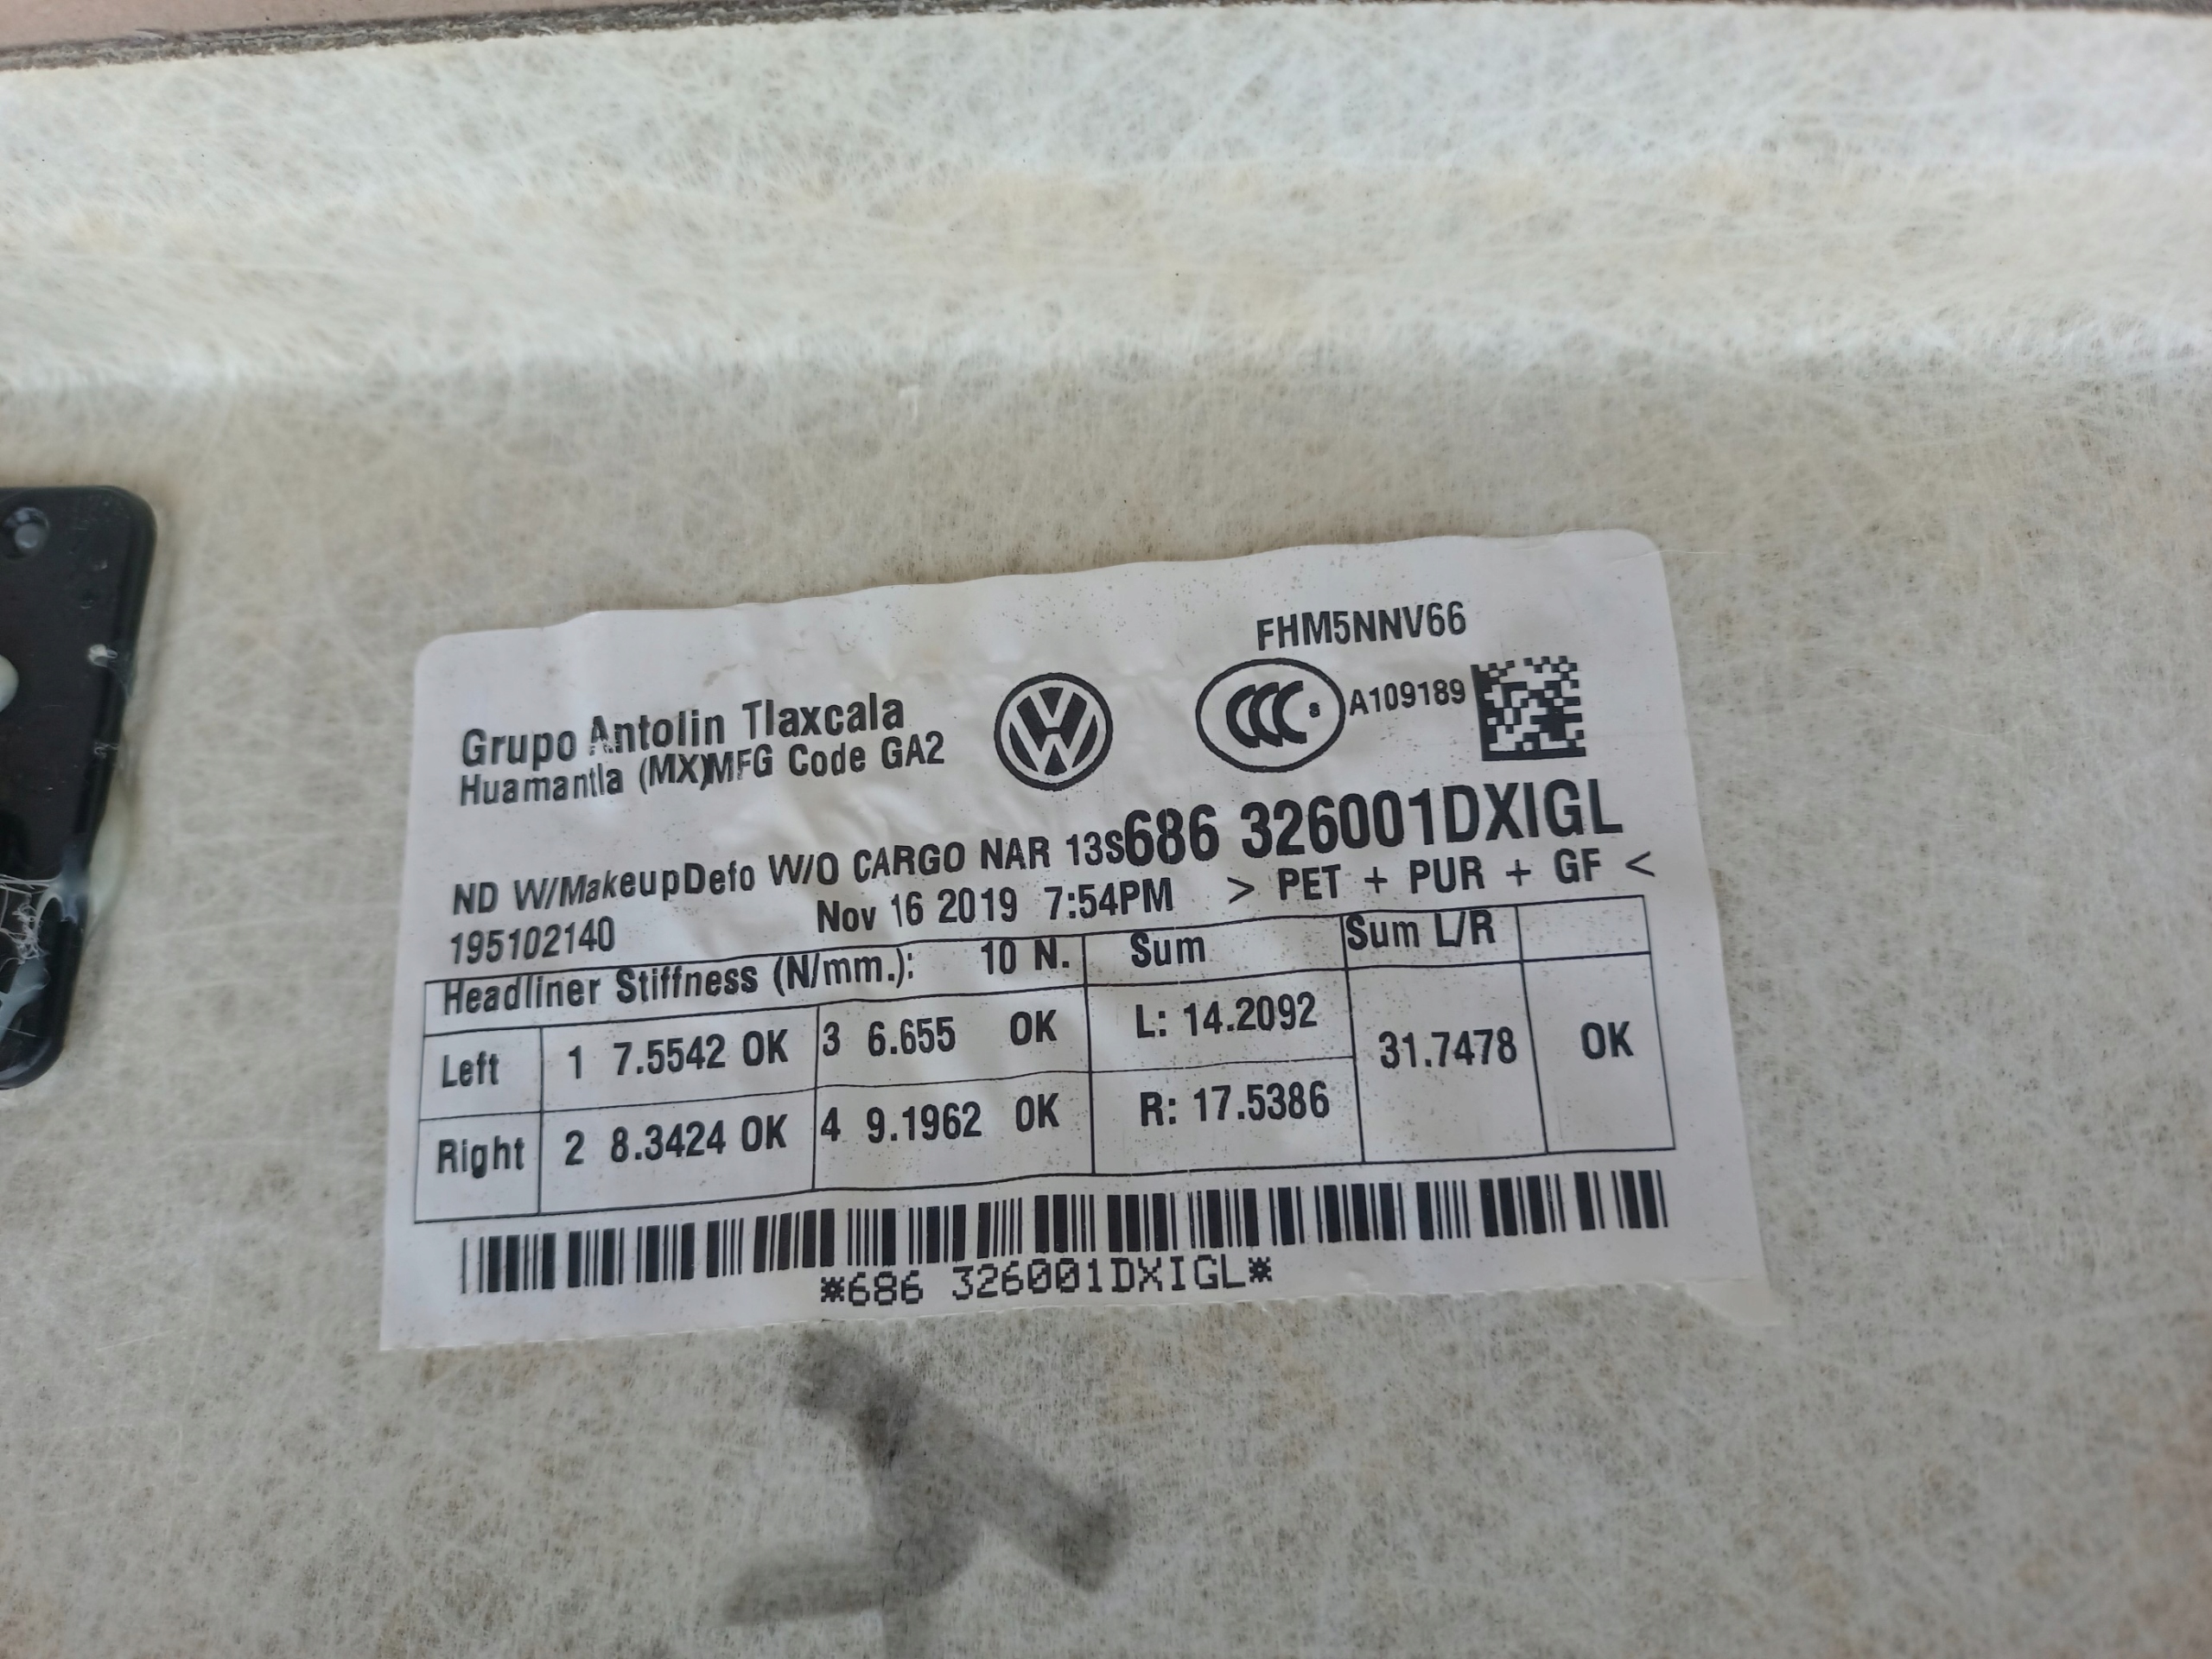 FHM5NNV66
Grupo Antolin Tlaxcala
Huamantla (MX)MFG Code GA2
CCC S A109189
ND W/MakeupDefo W/O CARGO NAR 13S686 326001DXIGL
195102140 Nov 16 2019 7:54PM > PET + PUR + GF <
Headliner Stiffness (N/mm.): 10 N. Sum Sum L/R
Left 1 7.5542 OK 3 6.655 OK L: 14.2092 31.7478 OK
Right 2 8.3424 OK 4 9.1962 OK R: 17.5386
*686 326001DXIGL*